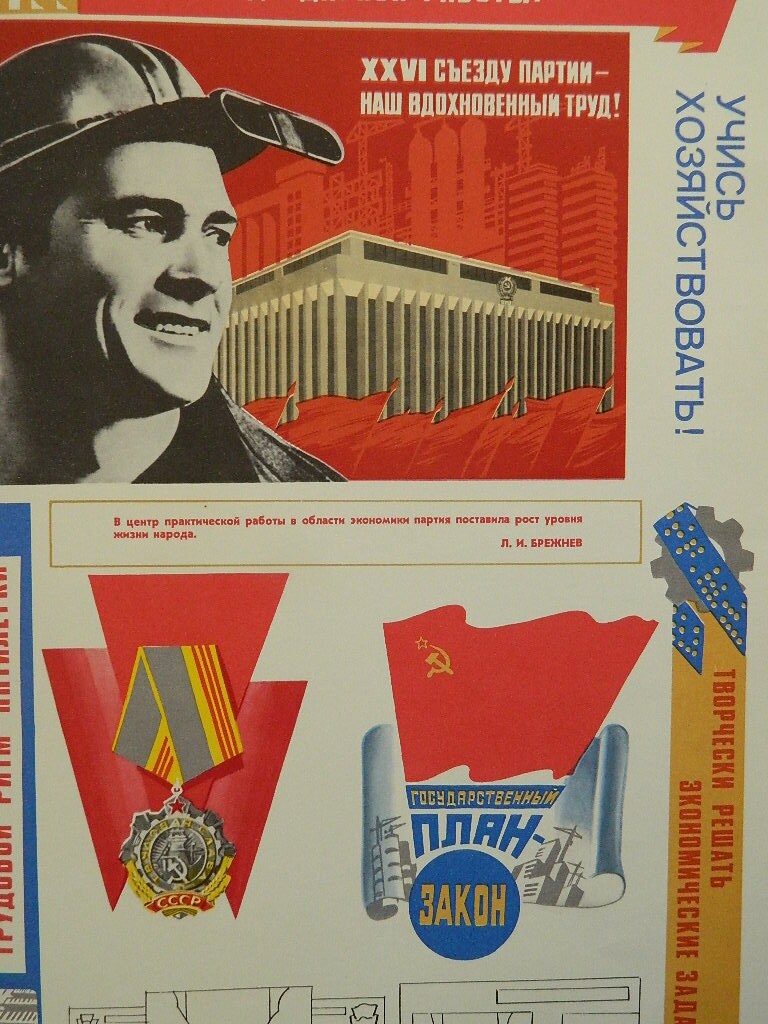 XXVI СЪЕЗДУ ПАРТИИ –
НАШ ВДОХНОВЕННЫЙ ТРУД!
УЧИСЬ
ХОЗЯЙСТВОВАТЬ!
В центр практической работы в области экономики партия поставила рост уровня
жизни народа.
Л. И. БРЕЖНЕВ
ТРУДОВОЙ РИТМ
СССР
ГОСУДАРСТВЕННЫЙ
ПЛАН-
ЗАКОН
ТВОРЧЕСКИ РЕШАТЬ
ЭКОНОМИЧЕСКИЕ ЗАДА